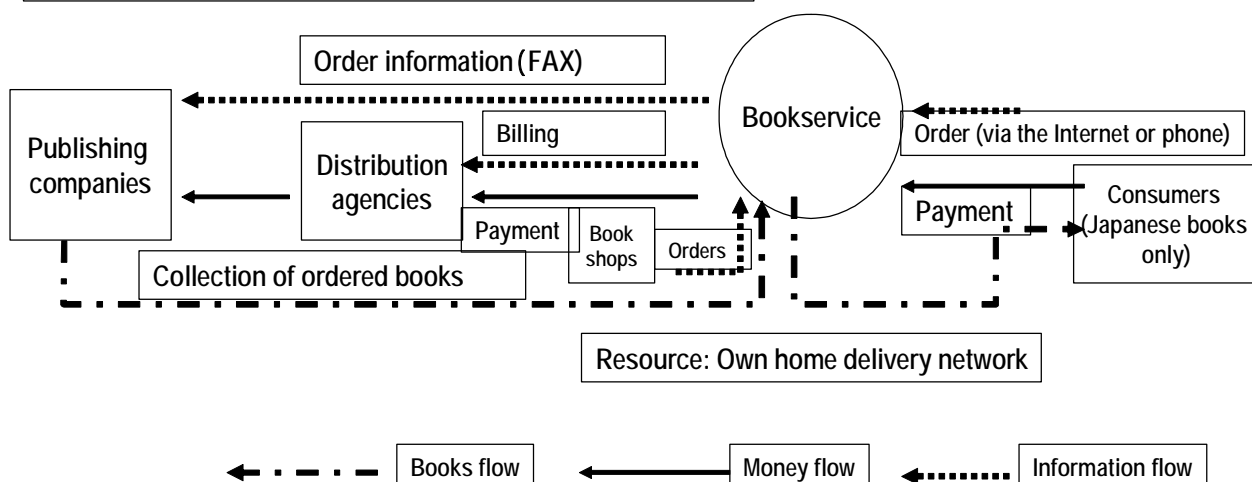 Order information (FAX)
Bookservice
Order (via the Internet or phone)
Billing
Publishing
companies
Distribution
agencies
Payment
Book
shops
Orders
Payment
Consumers
(Japanese books
only)
Collection of ordered books
Resource: Own home delivery network
Books flow
Money flow
Information flow